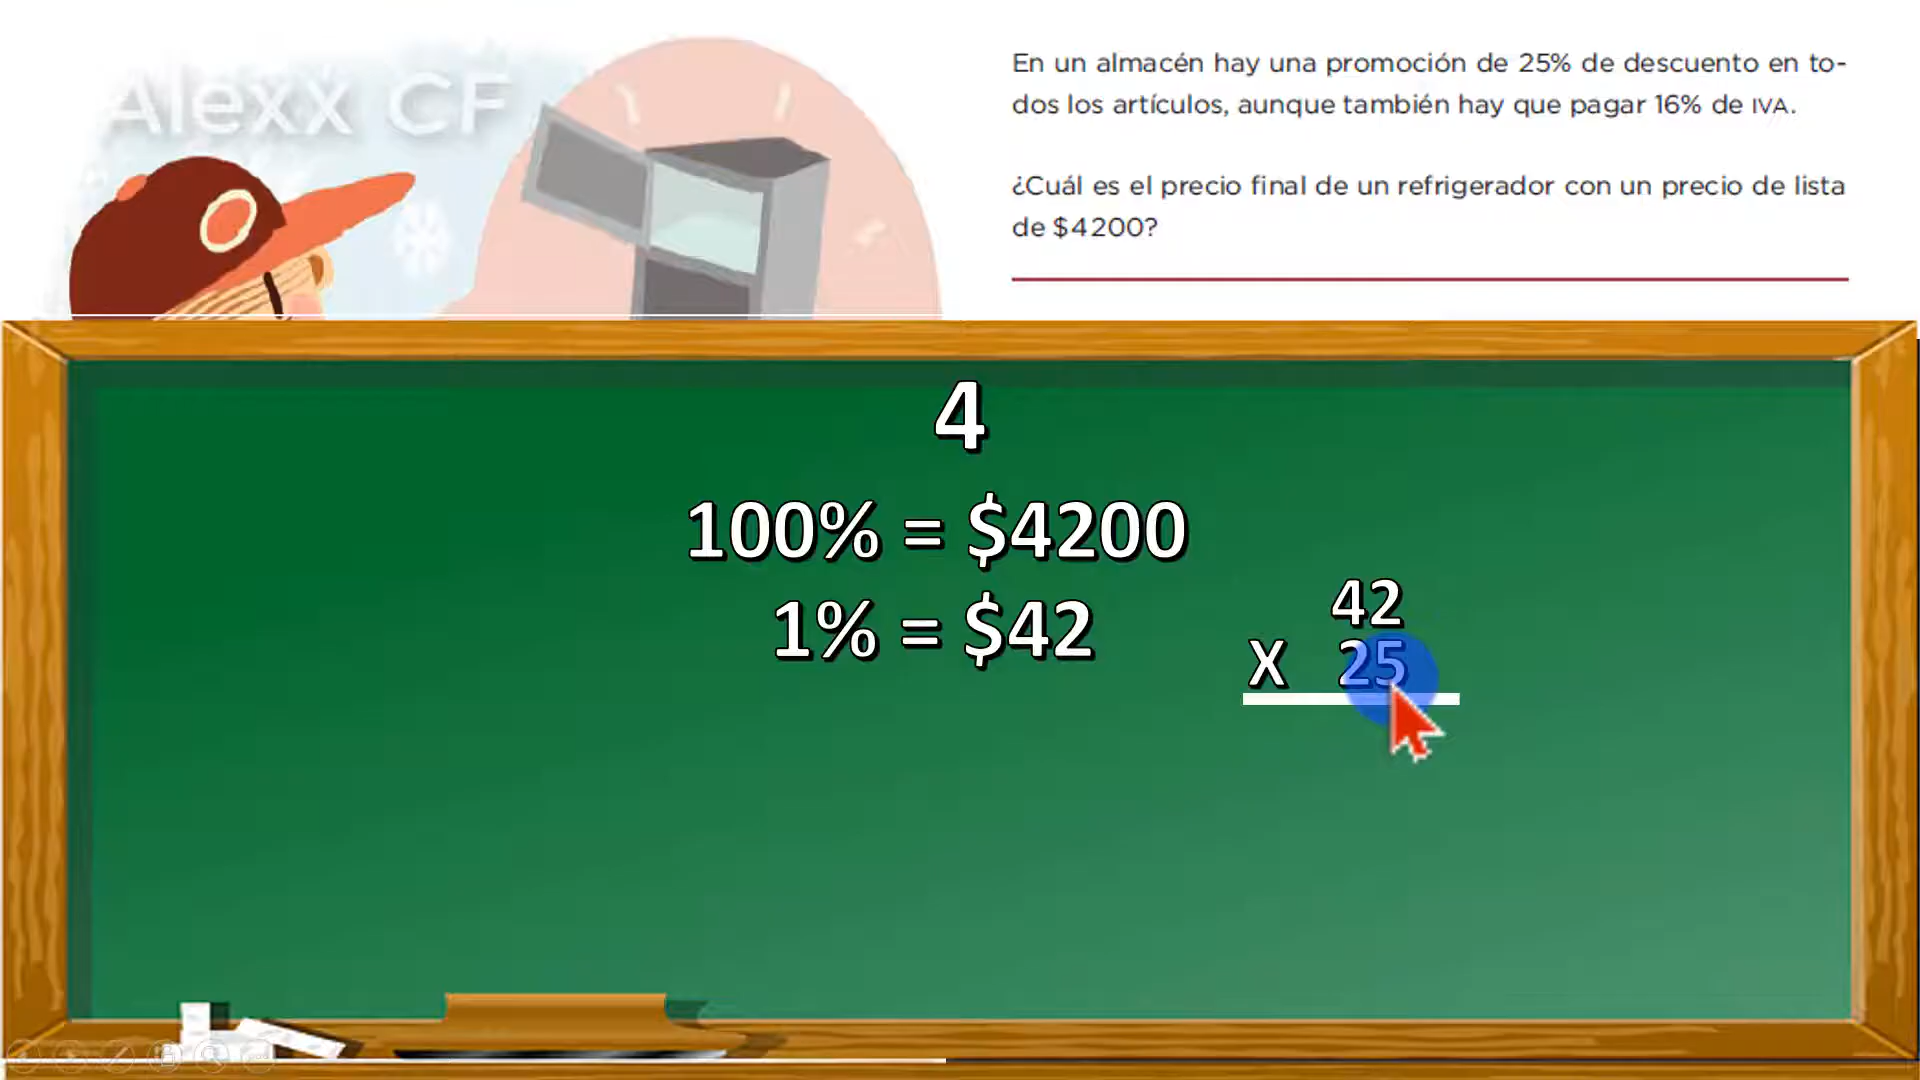 Alexx CF
En un almacén hay una promoción de 25% de descuento en to-
dos los artículos, aunque también hay que pagar 16% de IVA.
¿Cuál es el precio final de un refrigerador con un precio de lista
de $4200?
4
100% = $4200
1% = $42
42
X 25